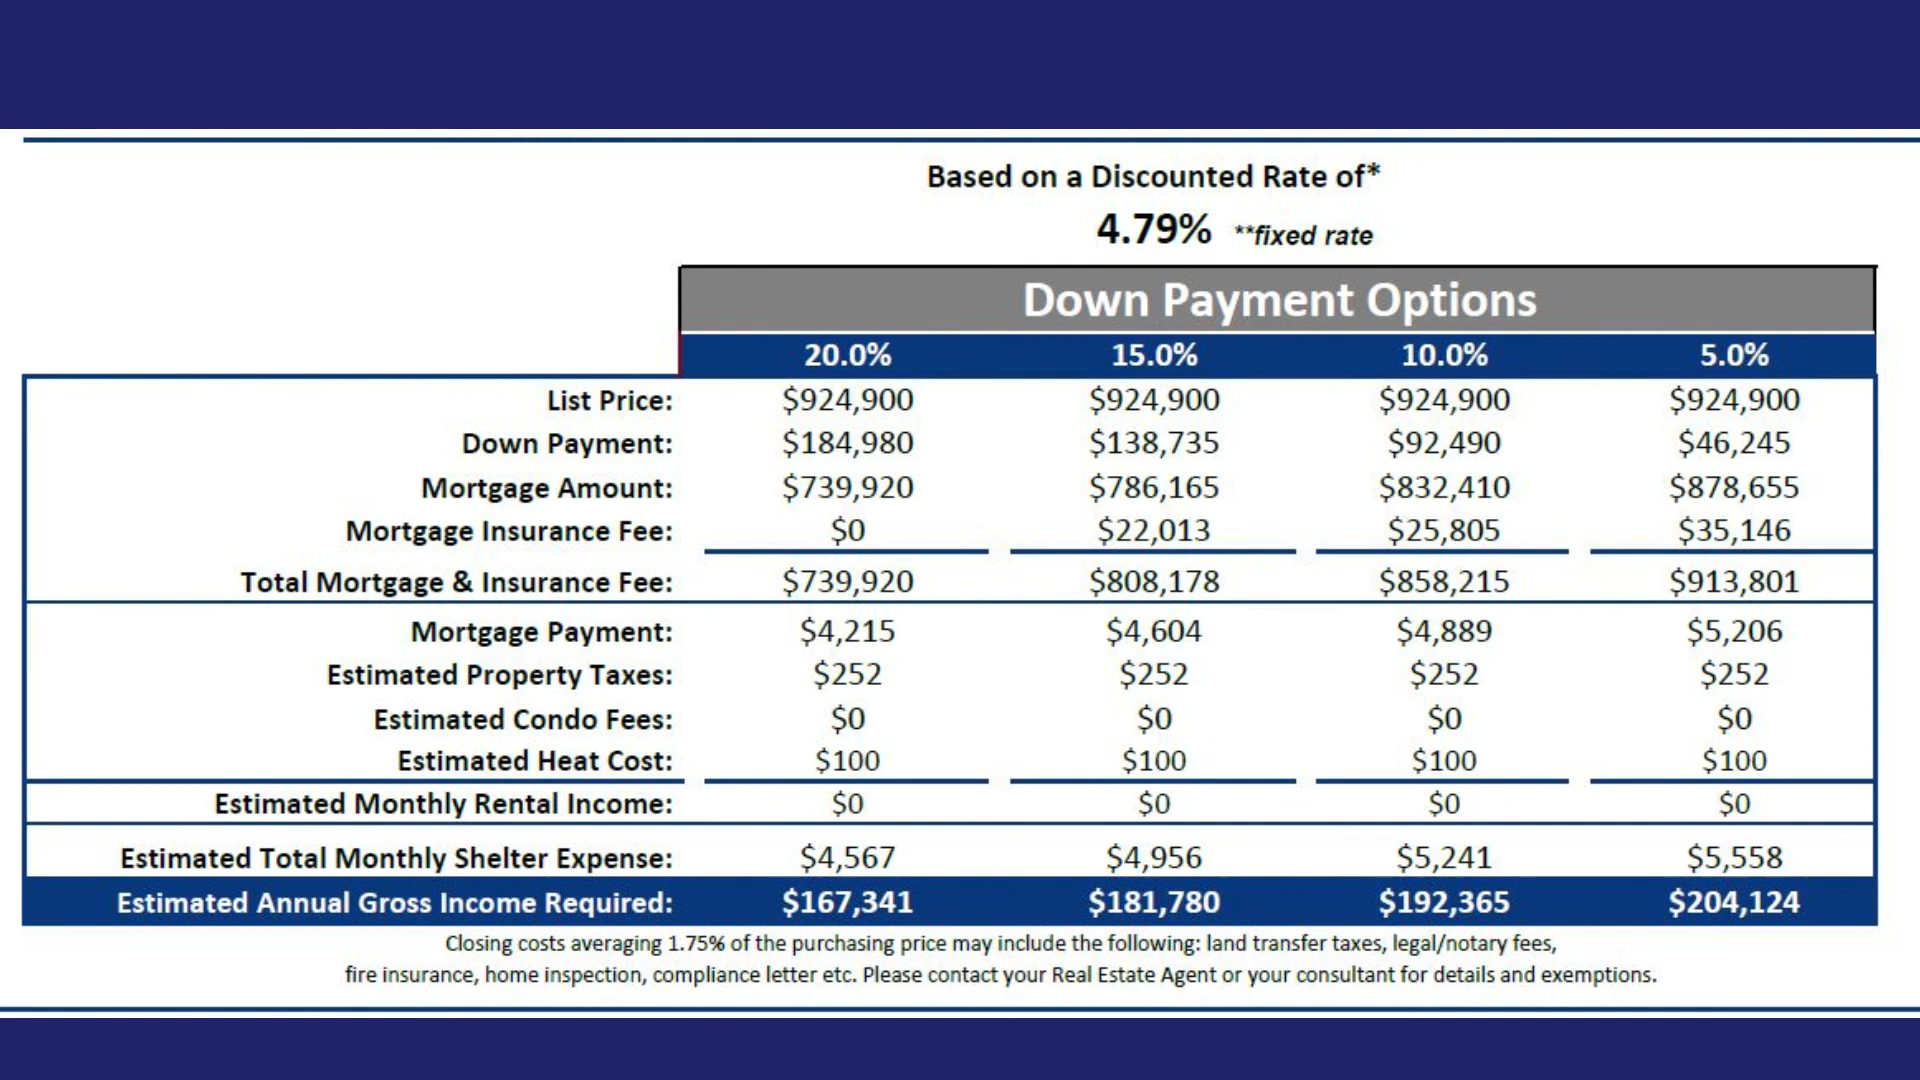 Based on a Discounted Rate of*
4.79% **fixed rate
Down Payment Options
20.0% 15.0% 10.0% 5.0%
List Price: $924,900 $924,900 $924,900 $924,900
Down Payment: $184,980 $138,735 $92,490 $46,245
Mortgage Amount: $739,920 $786,165 $832,410 $878,655
Mortgage Insurance Fee: $0 $22,013 $25,805 $35,146
Total Mortgage & Insurance Fee: $739,920 $808,178 $858,215 $913,801
Mortgage Payment: $4,215 $4,604 $4,889 $5,206
Estimated Property Taxes: $252 $252 $252 $252
Estimated Condo Fees: $0 $0 $0 $0
Estimated Heat Cost: $100 $100 $100 $100
Estimated Monthly Rental Income: $0 $0 $0 $0
Estimated Total Monthly Shelter Expense: $4,567 $4,956 $5,241 $5,558
Estimated Annual Gross Income Required: $167,341 $181,780 $192,365 $204,124
Closing costs averaging 1.75% of the purchasing price may include the following: land transfer taxes, legal/notary fees,
fire insurance, home inspection, compliance letter etc. Please contact your Real Estate Agent or your consultant for details and exemptions.